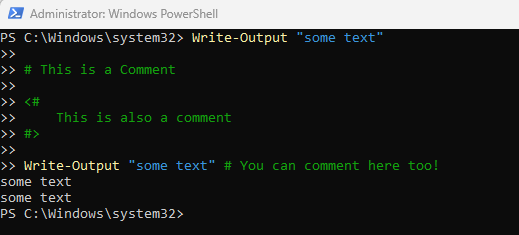 Administrator: Windows PowerShell
PS C:\Windows\system32> Write-Output "some text"
>>
>> # This is a Comment
>>
>> <#
>>     This is also a comment
>> #>
>>
>> Write-Output "some text" # You can comment here too!
some text
some text
PS C:\Windows\system32>